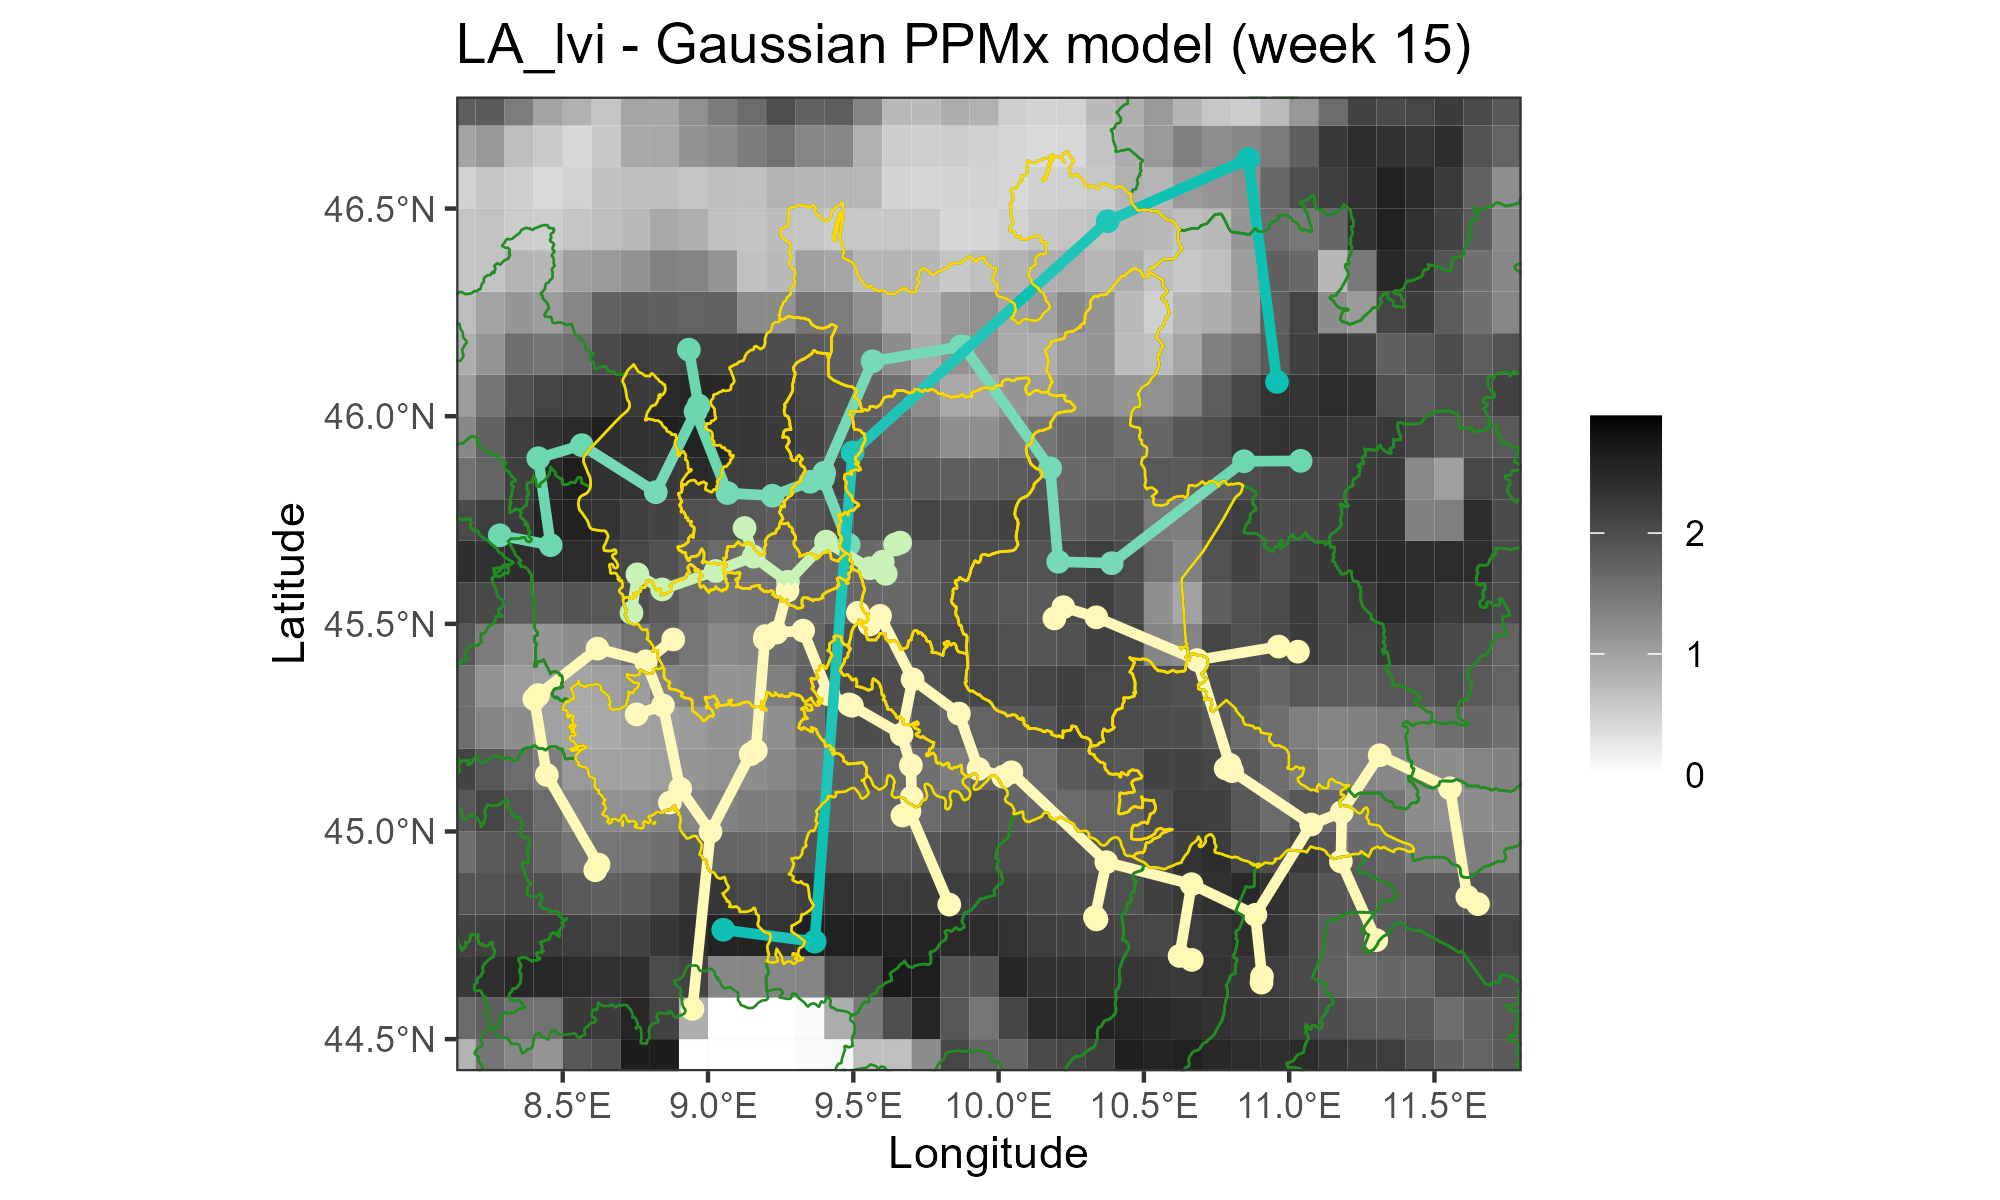 LA_lvi - Gaussian PPMx model (week 15)
46.5°N
46.0°N
45.5°N
45.0°N
44.5°N
Latitude
8.5°E 9.0°E 9.5°E 10.0°E 10.5°E 11.0°E 11.5°E
Longitude
2
1
0